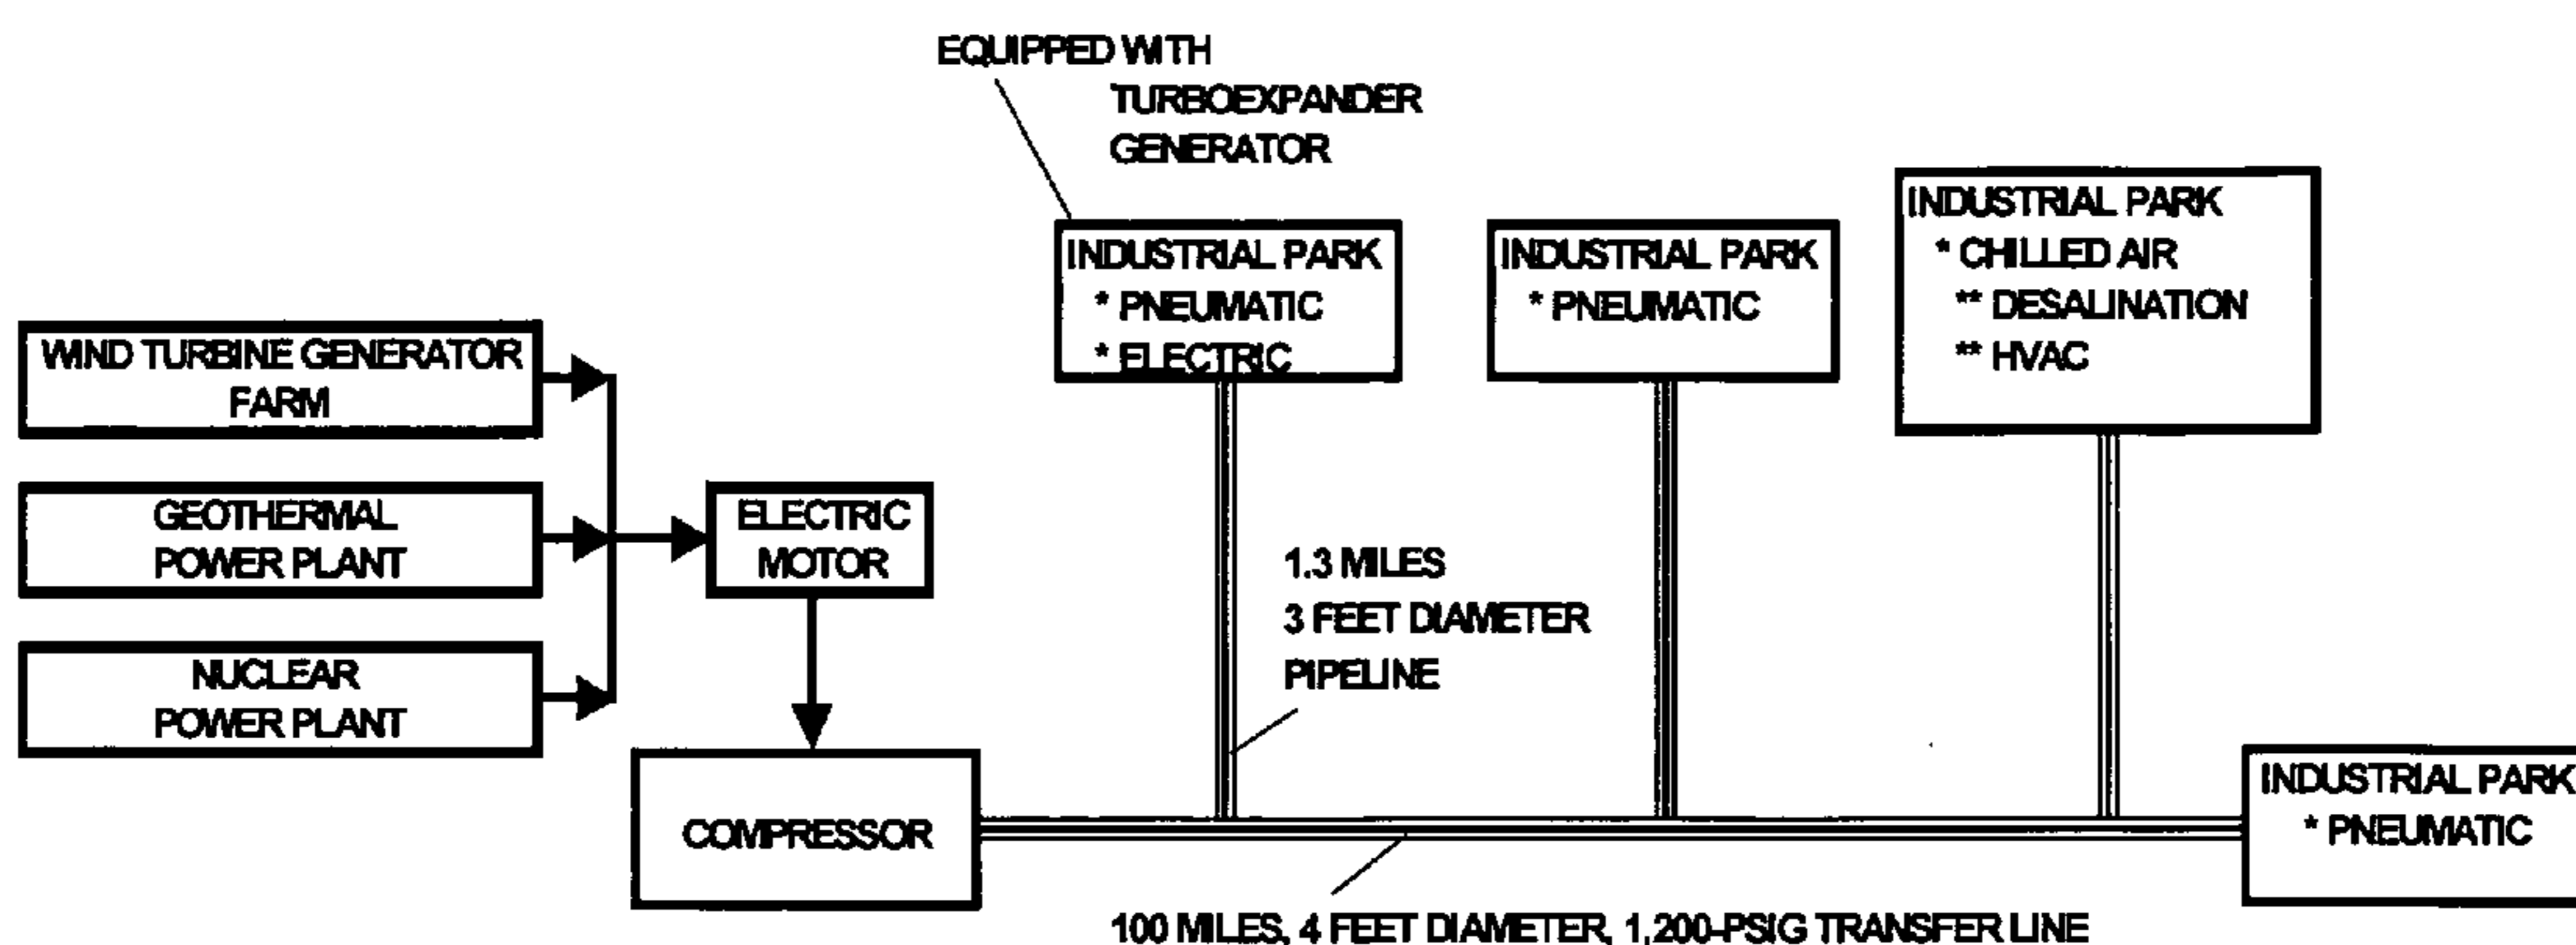 EQUIPPED WITH
TURBOEXPANDER
GENERATOR
INDUSTRIAL PARK
* PNEUMATIC
* ELECTRIC
INDUSTRIAL PARK
* PNEUMATIC
INDUSTRIAL PARK
* CHILLED AIR
** DESALINATION
** HVAC
WIND TURBINE GENERATOR
FARM
GEOTHERMAL
POWER PLANT
NUCLEAR
POWER PLANT
ELECTRIC
MOTOR
COMPRESSOR
1.3 MILES
3 FEET DIAMETER
PIPELINE
INDUSTRIAL PARK
* PNEUMATIC
100 MILES, 4 FEET DIAMETER, 1,200-PSIG TRANSFER LINE